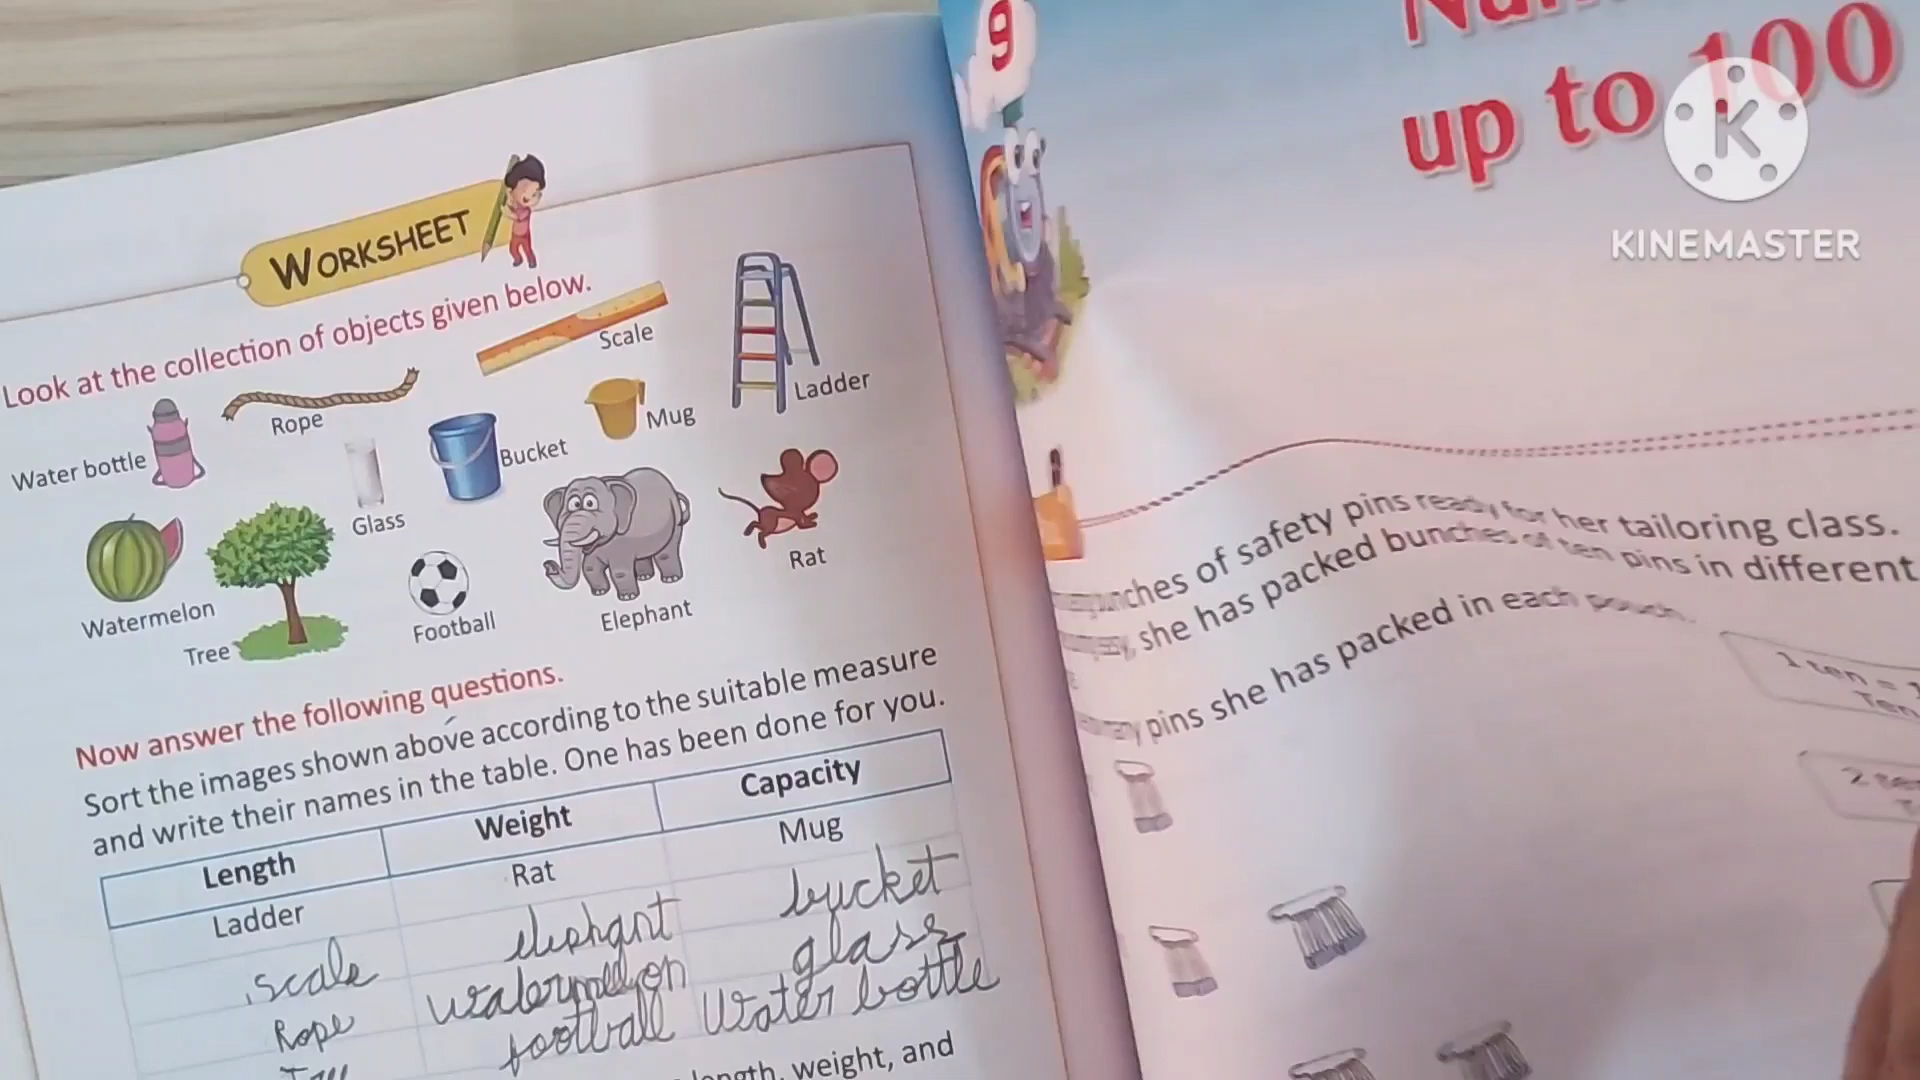 WORKSHEET
Look at the collection of objects given below.
Scale
Ladder
Rope
Mug
Water bottle
Bucket
Glass
Rat
Watermelon
Tree
Football
Elephant
Now answer the following questions.
Sort the images shown above according to the suitable measure
and write their names in the table. One has been done for you.
Length Weight Capacity
Ladder Rat Mug
scale elephant bucket
Rope watermelon glass
football Water bottle
length, weight, and
9
up to 100
KINEMASTER
of safety pins ready for her tailoring class.
she has packed bunches of ten pins in different
pins she has packed in each pouch.
1 ten =
Ten
2